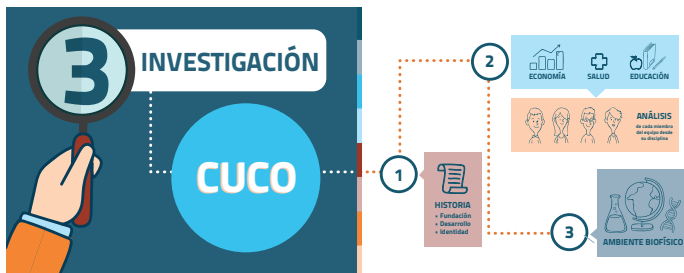 3
INVESTIGACIÓN
CUCO
1
HISTORIA
• Fundación
• Desarrollo
• Identidad
2
ECONOMÍA
SALUD
EDUCACIÓN
ANÁLISIS
de cada miembro
del equipo desde
su disciplina
3
AMBIENTE BIOFÍSICO